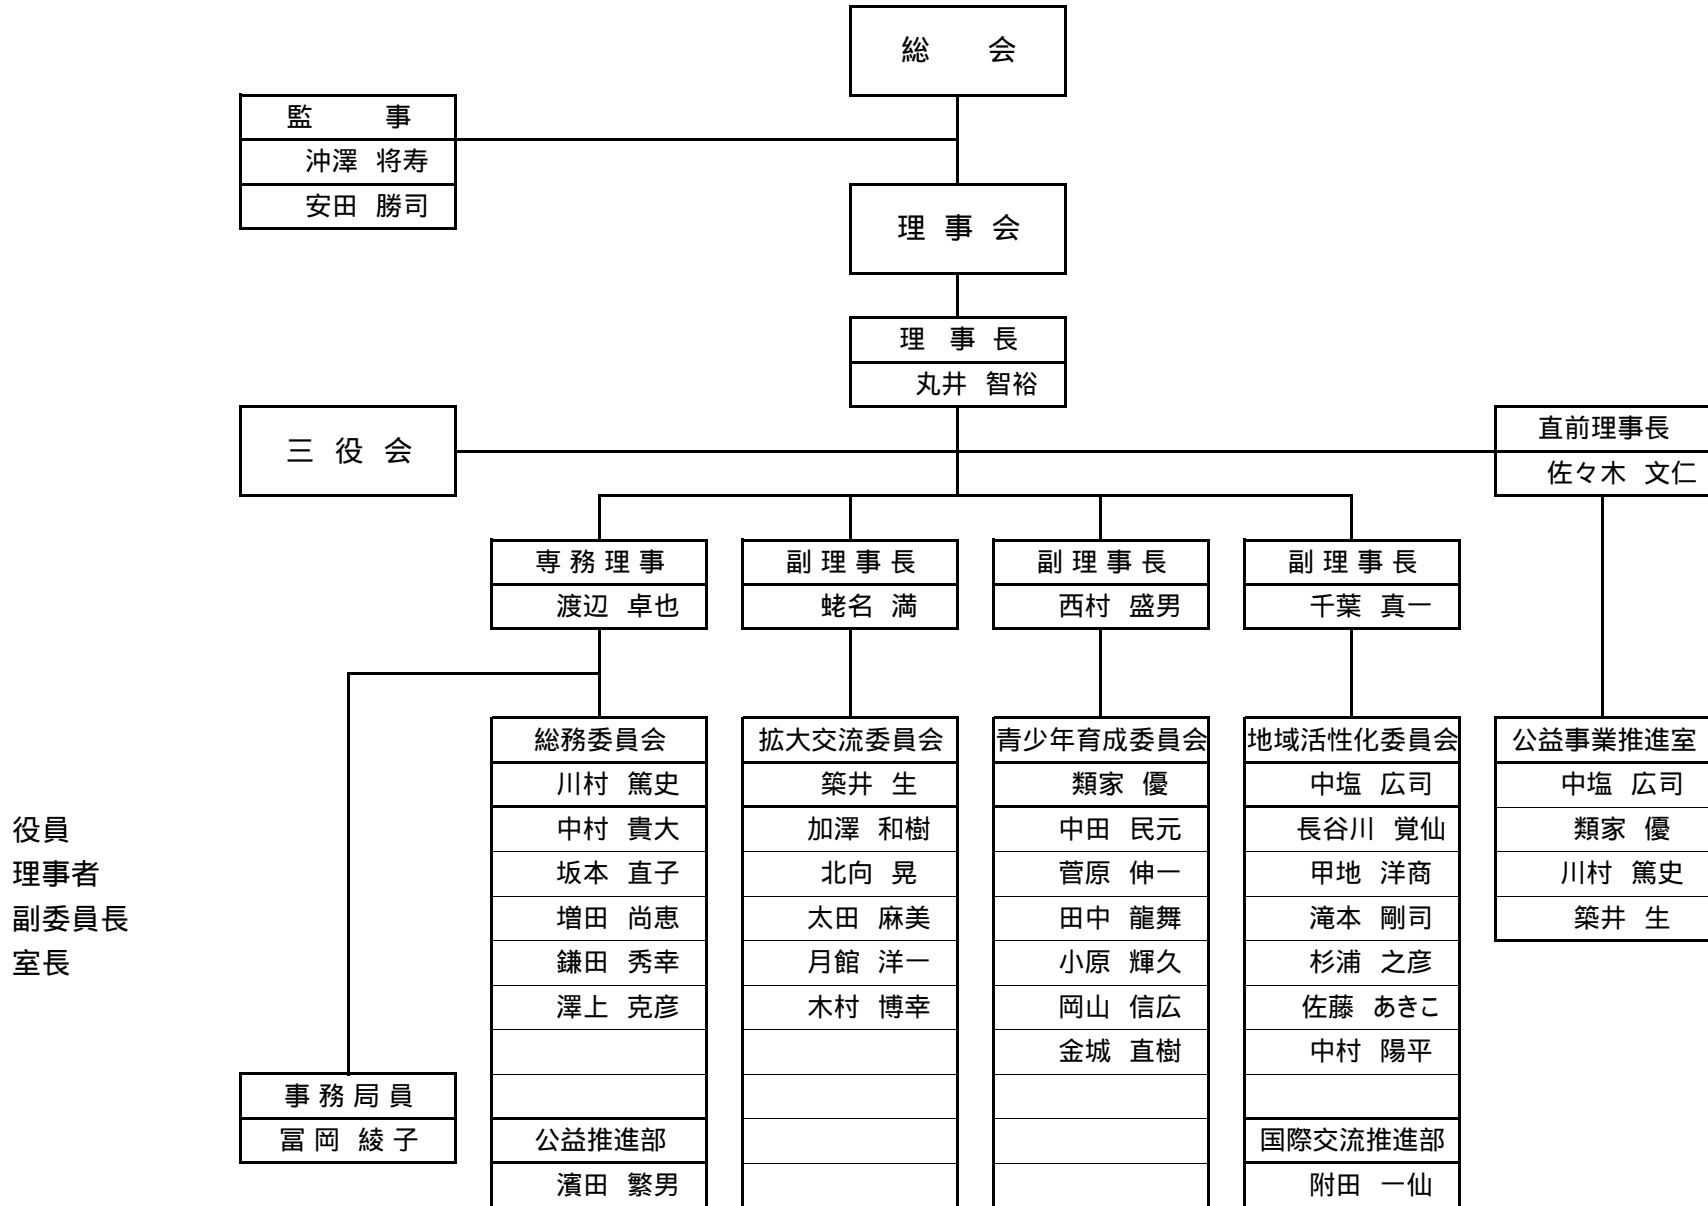 総　会
監　事
沖澤 将寿
安田 勝司
理 事 会
理 事 長
丸井 智裕
三 役 会
直前理事長
佐々木 文仁
専 務 理 事
渡辺 卓也
副 理 事 長
蛯名 満
副 理 事 長
西村 盛男
副 理 事 長
千葉 真一
総務委員会
川村 篤史
中村 貴大
坂本 直子
増田 尚恵
鎌田 秀幸
澤上 克彦
公益推進部
濱田 繁男
拡大交流委員会
築井 生
加澤 和樹
北向 晃
太田 麻美
月館 洋一
木村 博幸
青少年育成委員会
類家 優
中田 民元
菅原 伸一
田中 龍舞
小原 輝久
岡山 信広
金城 直樹
地域活性化委員会
中塩 広司
長谷川 覚仙
甲地 洋商
滝本 剛司
杉浦 之彦
佐藤 あきこ
中村 陽平
国際交流推進部
附田 一仙
公益事業推進室
中塩 広司
類家 優
川村 篤史
築井 生
役員
理事者
副委員長
室長
事 務 局 員
冨 岡 綾 子